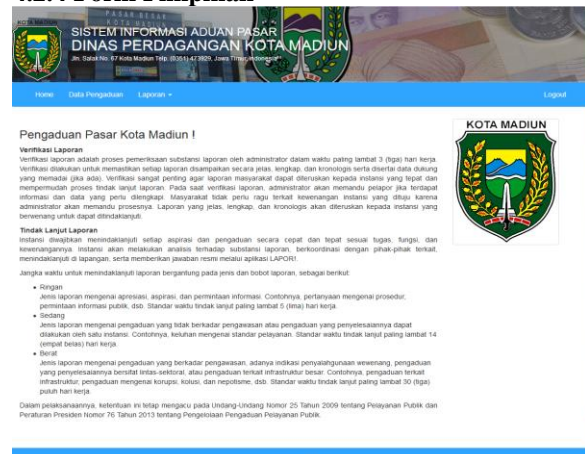 4.2.4 Form Pimpinan
PASAR BESAR
KOTA MADIUN
KOTA MADIUN
SISTEM INFORMASI ADUAN PASAR
DINAS PERDAGANGAN KOTA MADIUN
Jln. Salak No. 67 Kota Madiun Telp. (0351) 473829, Jawa Timur, Indonesia
Home Data Pengaduan Laporan Logout
Pengaduan Pasar Kota Madiun !
KOTA MADIUN
Verifikasi Laporan
Verifikasi laporan adalah proses pemeriksaan substansi laporan oleh administrator dalam waktu paling lambat 3 (tiga) hari kerja.
Verifikasi dilakukan untuk memastikan setiap laporan disampaikan secara jelas, lengkap, dan kronologis serta disertai data dukung
yang memadai (jika ada). Verifikasi sangat penting agar laporan masyarakat dapat diteruskan kepada instansi yang tepat dan
mempermudah proses tindak lanjut laporan. Pada saat verifikasi laporan, administrator akan memandu pelapor jika terdapat
informasi dan data yang perlu dilengkapi. Masyarakat tidak perlu ragu terkait kewenangan instansi yang dituju karena
administrator akan memandu prosesnya. Laporan yang jelas, lengkap, dan kronologis akan diteruskan kepada instansi yang
berwenang untuk dapat ditindaklanjuti.
Tindak Lanjut Laporan
Instansi diwajibkan menindaklanjuti setiap aspirasi dan pengaduan secara cepat dan tepat sesuai tugas, fungsi, dan
kewenangannya. Instansi akan melakukan analisis terhadap substansi laporan, berkoordinasi dengan pihak-pihak terkait,
menindaklanjuti di lapangan, serta memberikan jawaban resmi melalui aplikasi LAPOR!.
Jangka waktu untuk menindaklanjuti laporan bergantung pada jenis dan bobot laporan, sebagai berikut:
• Ringan
Jenis laporan mengenai apresiasi, aspirasi, dan permintaan informasi. Contohnya, pertanyaan mengenai prosedur,
permintaan informasi publik, dsb. Standar waktu tindak lanjut paling lambat 5 (lima) hari kerja.
• Sedang
Jenis laporan mengenai pengaduan yang tidak berkadar pengawasan atau pengaduan yang penyelesaiannya dapat
dilakukan oleh satu instansi. Contohnya, keluhan mengenai standar pelayanan. Standar waktu tindak lanjut paling lambat 14
(empat belas) hari kerja.
• Berat
Jenis laporan mengenai pengaduan yang berkadar pengawasan, adanya indikasi penyalahgunaan wewenang, pengaduan
yang penyelesaiannya bersifat lintas-sektoral, atau pengaduan terkait infrastruktur besar. Contohnya, pengaduan terkait
infrastruktur, pengaduan mengenai korupsi, kolusi, dan nepotisme, dsb. Standar waktu tindak lanjut paling lambat 30 (tiga)
puluh hari kerja.
Dalam pelaksanaannya, ketentuan ini tetap mengacu pada Undang-Undang Nomor 25 Tahun 2009 tentang Pelayanan Publik dan
Peraturan Presiden Nomor 76 Tahun 2013 tentang Pengelolaan Pengaduan Pelayanan Publik.